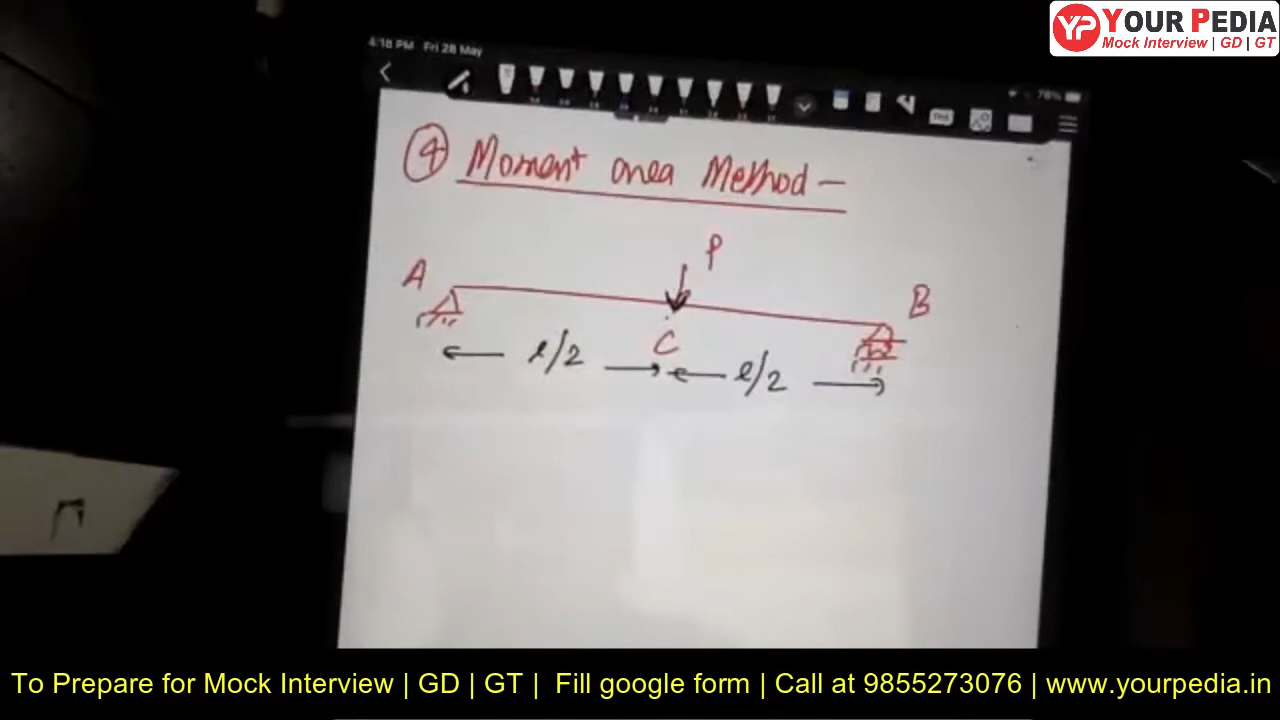 YOUR PEDIA
Mock Interview | GD | GT
4:18 PM Fri 28 May
78%
4 Moment area Method -
P
A
B
C
l/2
l/2
To Prepare for Mock Interview | GD | GT | Fill google form | Call at 9855273076 | www.yourpedia.in